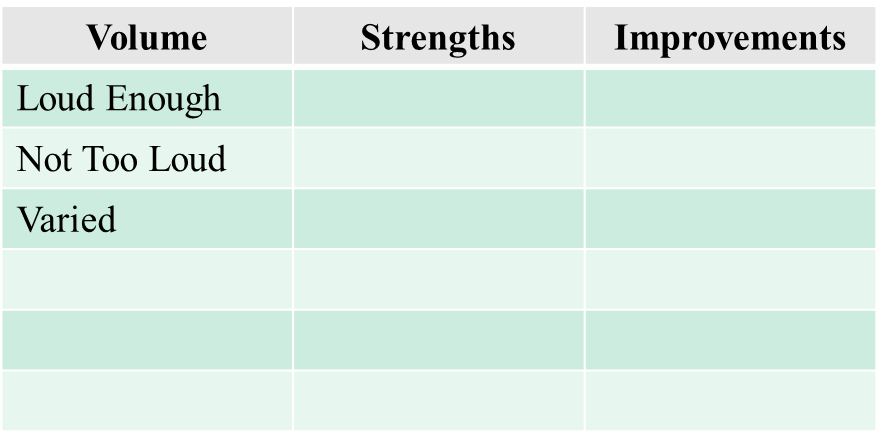 Volume Strengths Improvements
Loud Enough
Not Too Loud
Varied